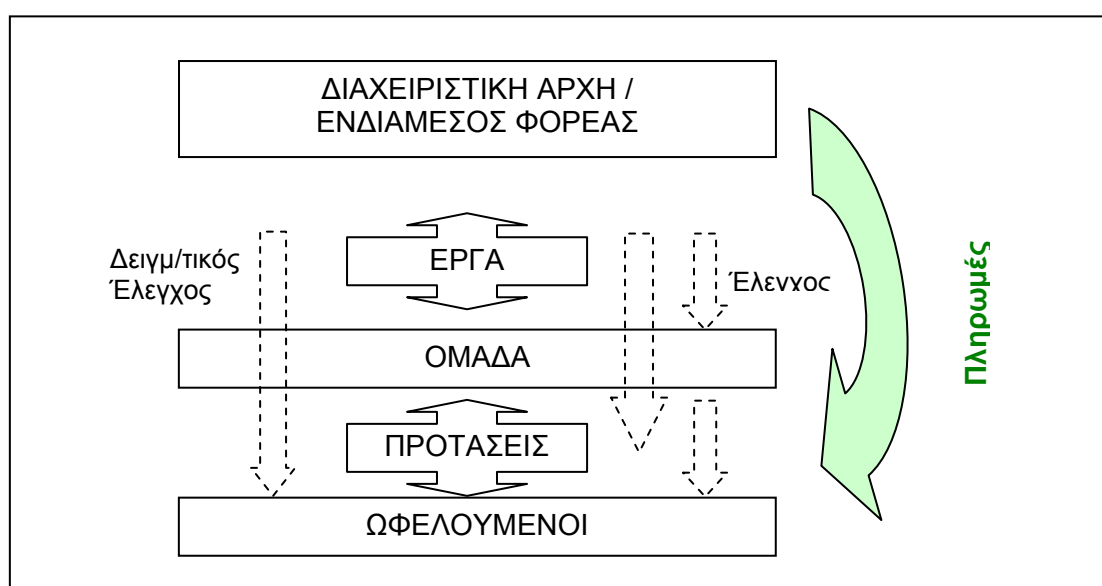 ΔΙΑΧΕΙΡΙΣΤΙΚΗ ΑΡΧΗ /
ΕΝΔΙΑΜΕΣΟΣ ΦΟΡΕΑΣ
Δειγμ/τικός
Έλεγχος
ΕΡΓΑ
Έλεγχος
Πληρωμές
ΟΜΑΔΑ
ΠΡΟΤΑΣΕΙΣ
ΩΦΕΛΟΥΜΕΝΟΙ